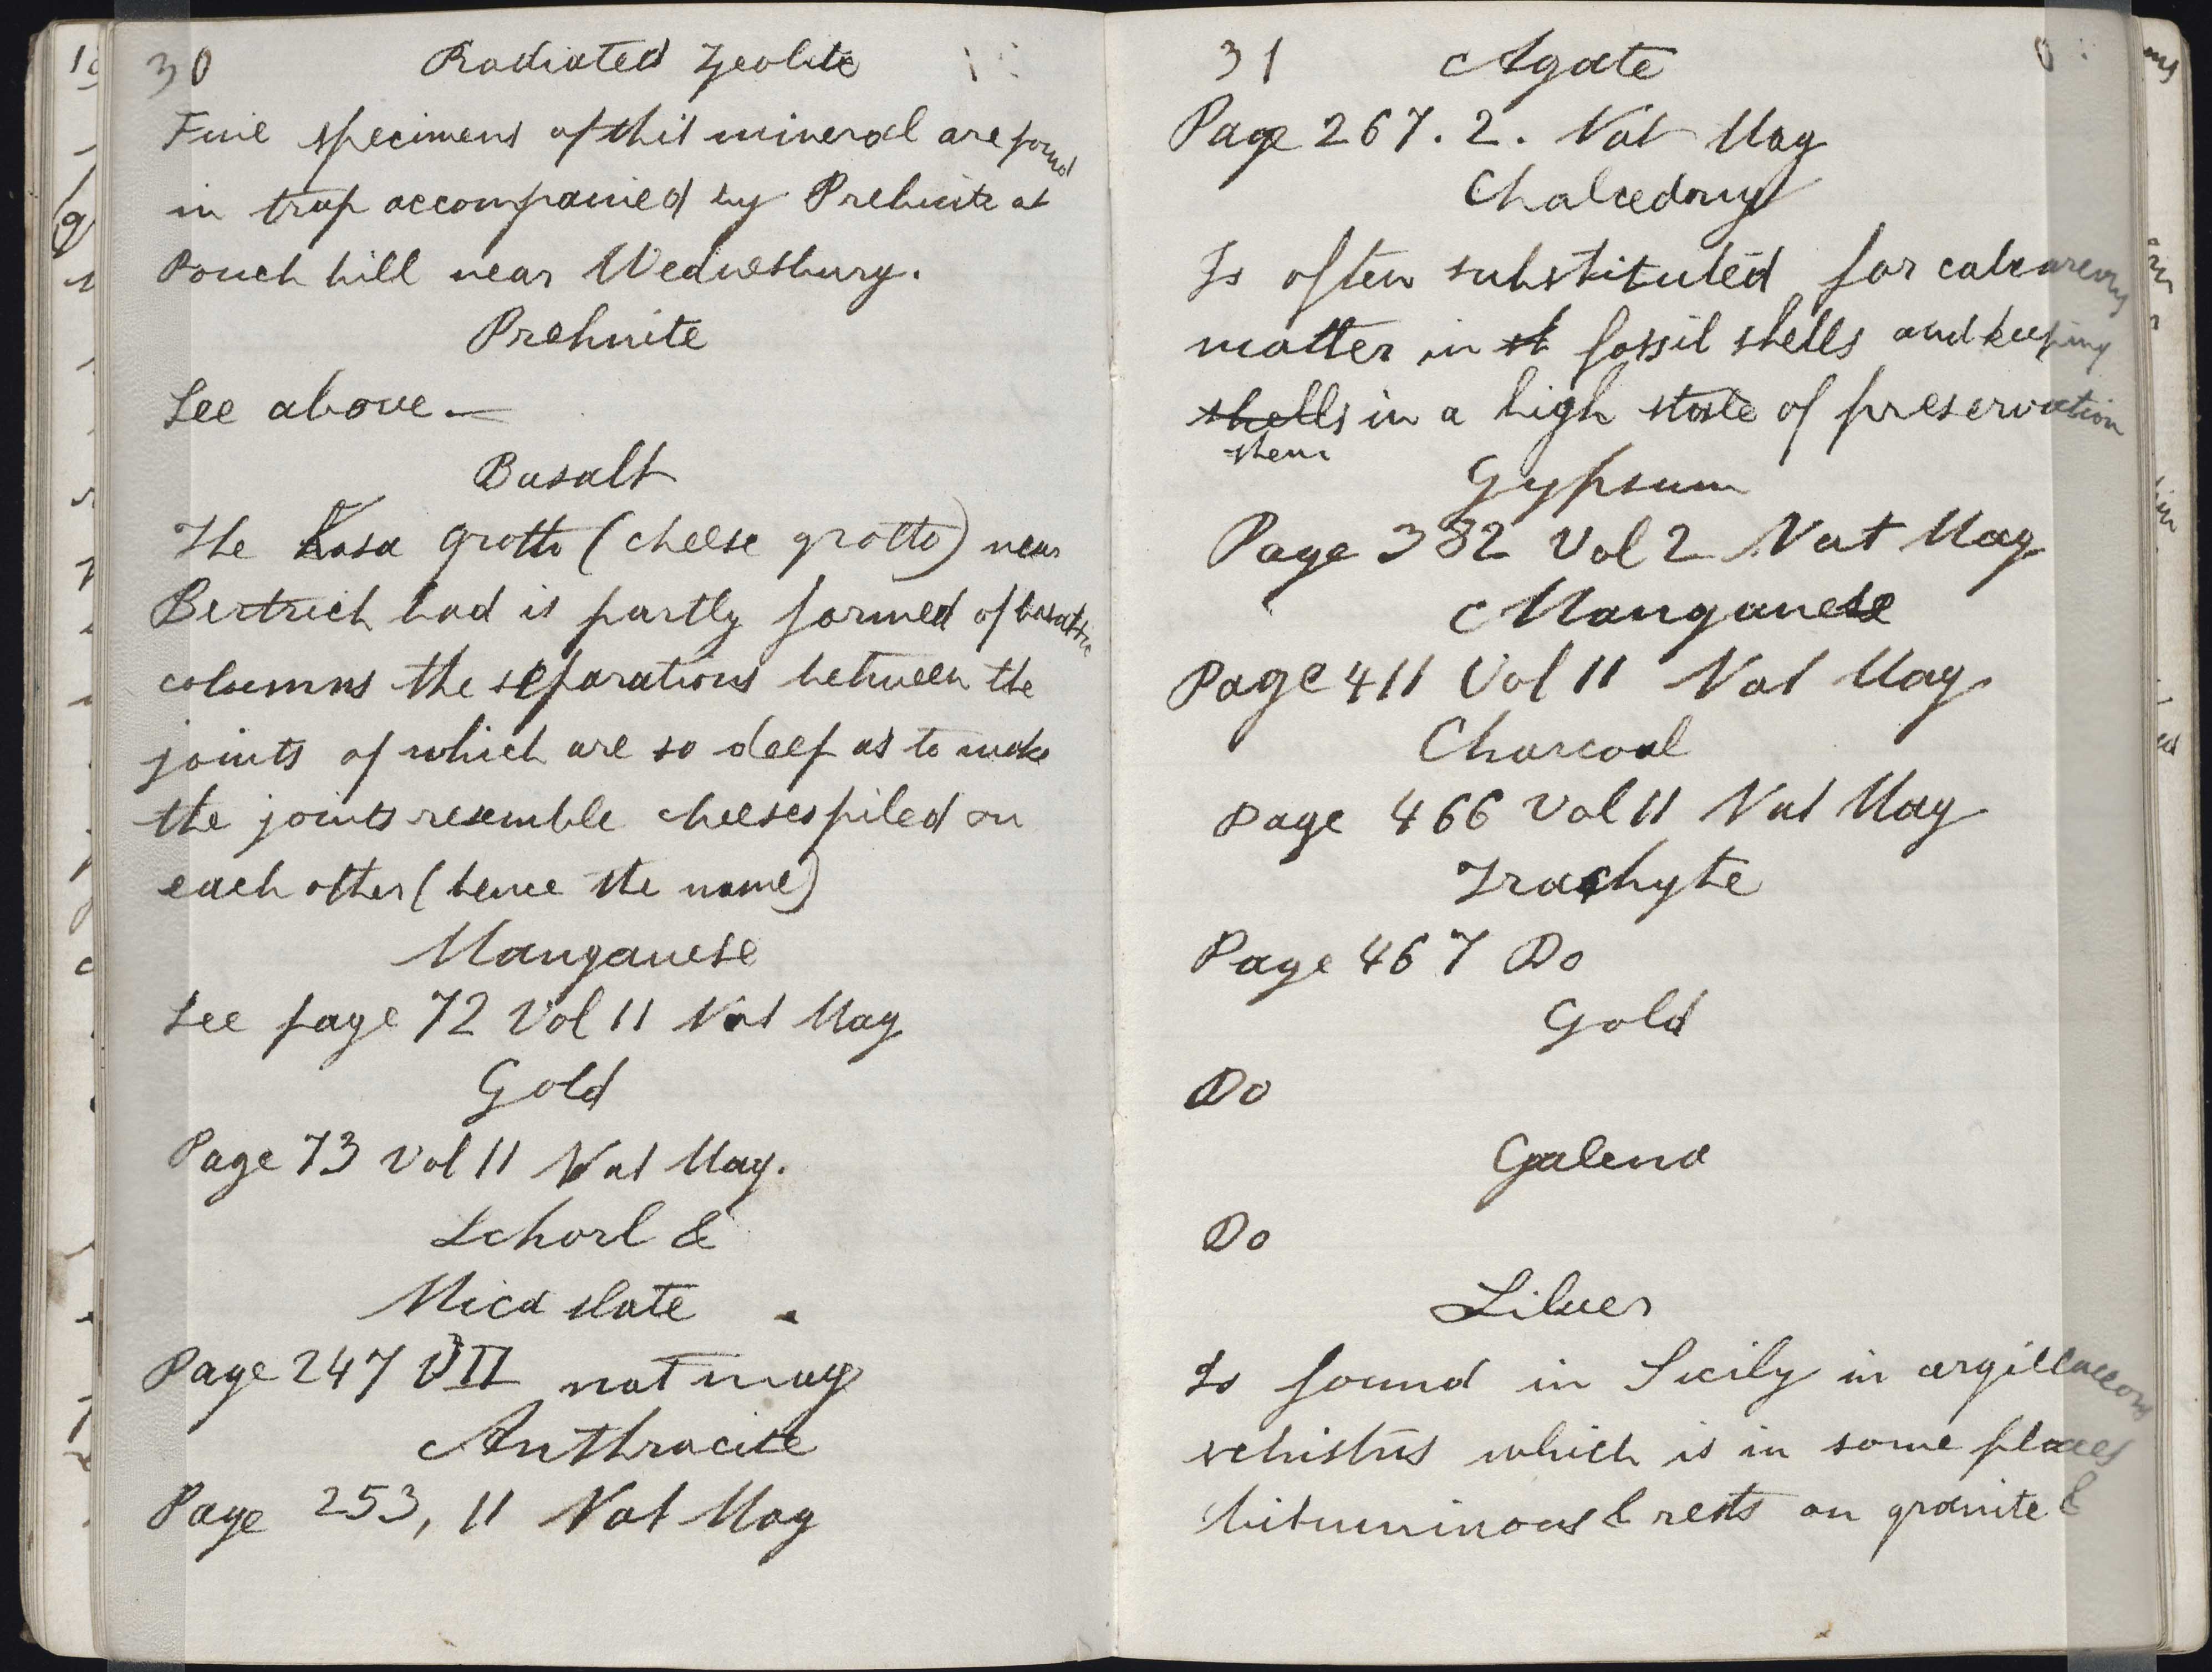 30 Radiated Zeolite
Fine specimens of this mineral are found
in trap accompanied by Prehnite at
Pouch hill near Wednesbury.
Prehnite
See above —
Basalt
The Kasa grotto (cheese grotto) near
Bertrich bad is partly formed of basaltic
columns the separations between the
joints of which are so deep as to make
the joints resemble cheeses piled on
each other (hence the name)
Manganese
See page 72 Vol 11 Nat Mag
Gold
Page 73 Vol 11 Nat Mag.
Schorl &
Mica slate
Page 247 VII nat mag
Anthracite
Page 253, 11 Nat Mag
31 Agate
Page 267. 2. Nat Mag
Chalcedony
Is often substituted for calcareous
matter in st fossil shells and keeping
shells in a high state of preservation
them
Gypsum
Page 382 Vol 2 Nat Mag
Manganese
Page 411 Vol 11 Nat Mag
Charcoal
Page 466 Vol 11 Nat Mag
Trachyte
Page 467 Do
Gold
Do
Galena
Do
Silver
Is found in Sicily in argillaceous
schistus which is in some places
bituminous & rests on granite &